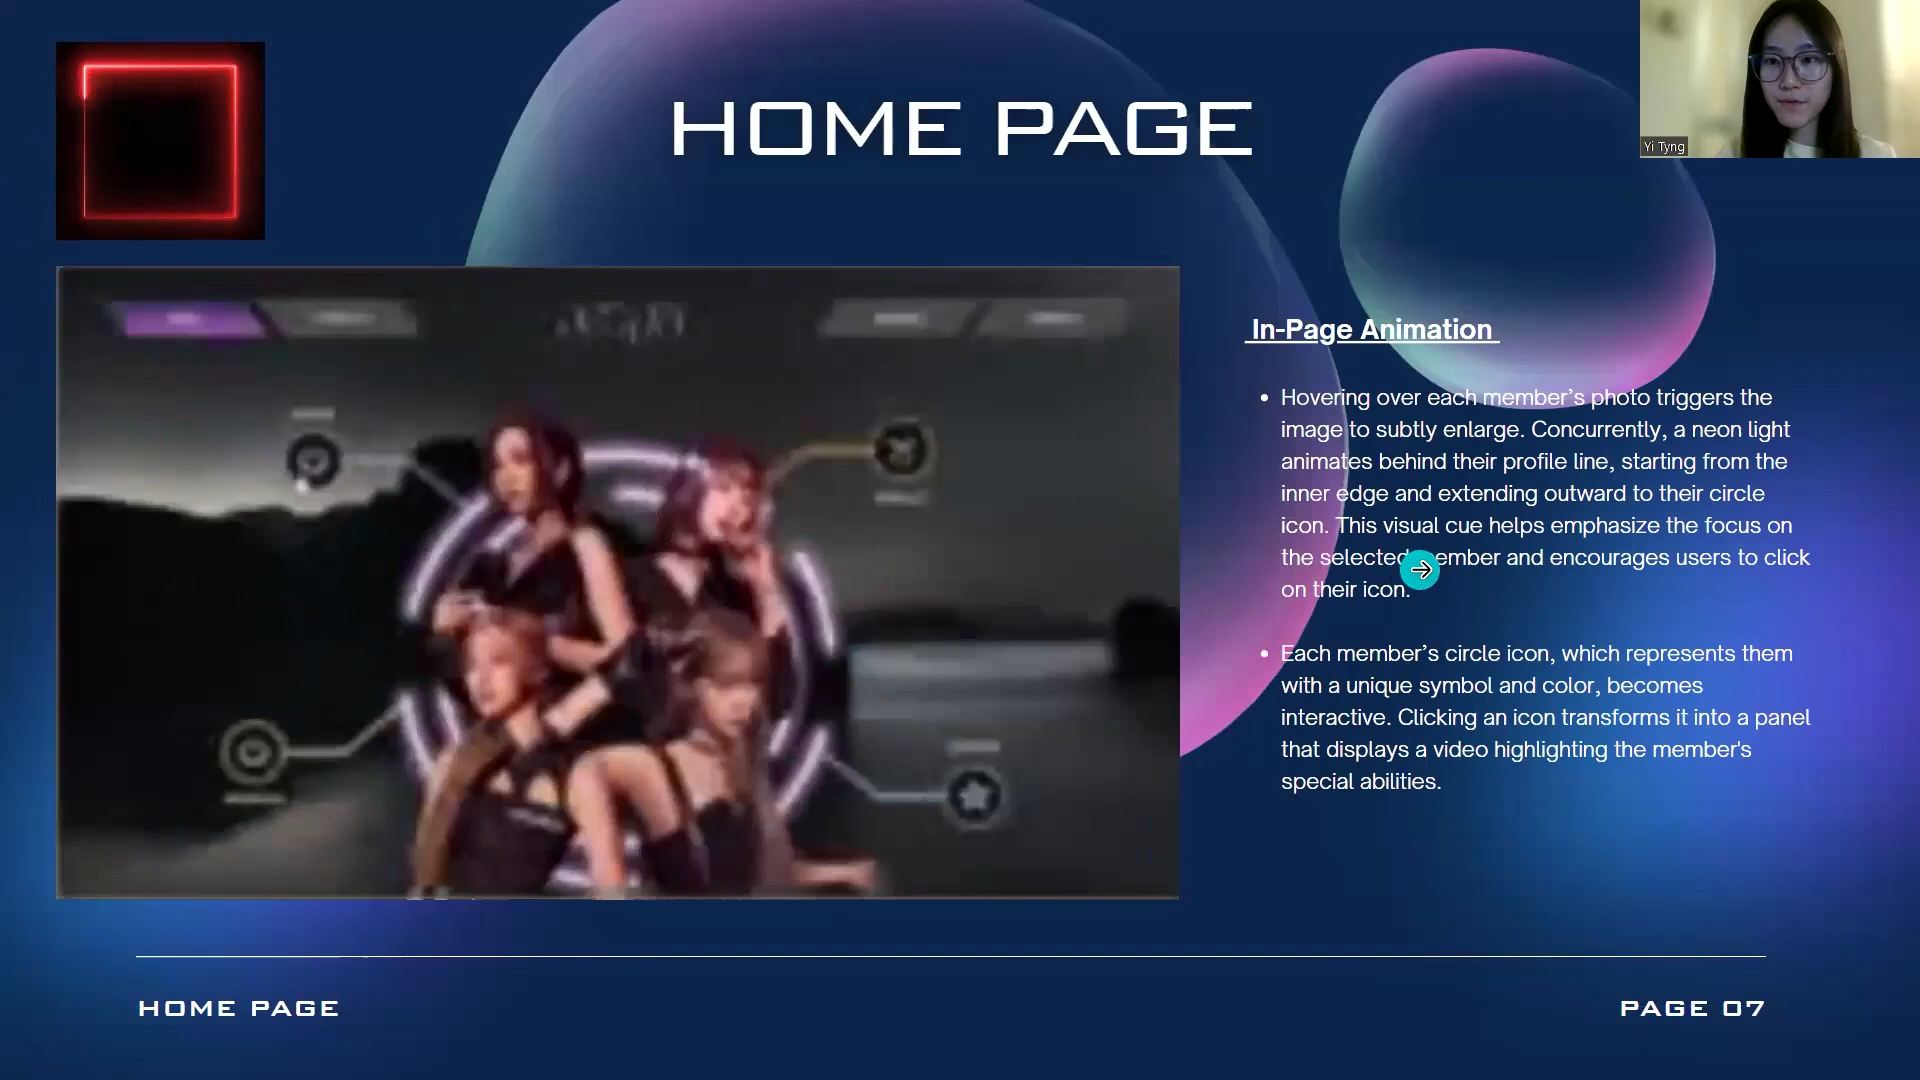 HOME PAGE
Yi Tyng
In-Page Animation
• Hovering over each member’s photo triggers the
image to subtly enlarge. Concurrently, a neon light
animates behind their profile line, starting from the
inner edge and extending outward to their circle
icon. This visual cue helps emphasize the focus on
the selected member and encourages users to click
on their icon.
• Each member’s circle icon, which represents them
with a unique symbol and color, becomes
interactive. Clicking an icon transforms it into a panel
that displays a video highlighting the member's
special abilities.
HOME PAGE
PAGE 07